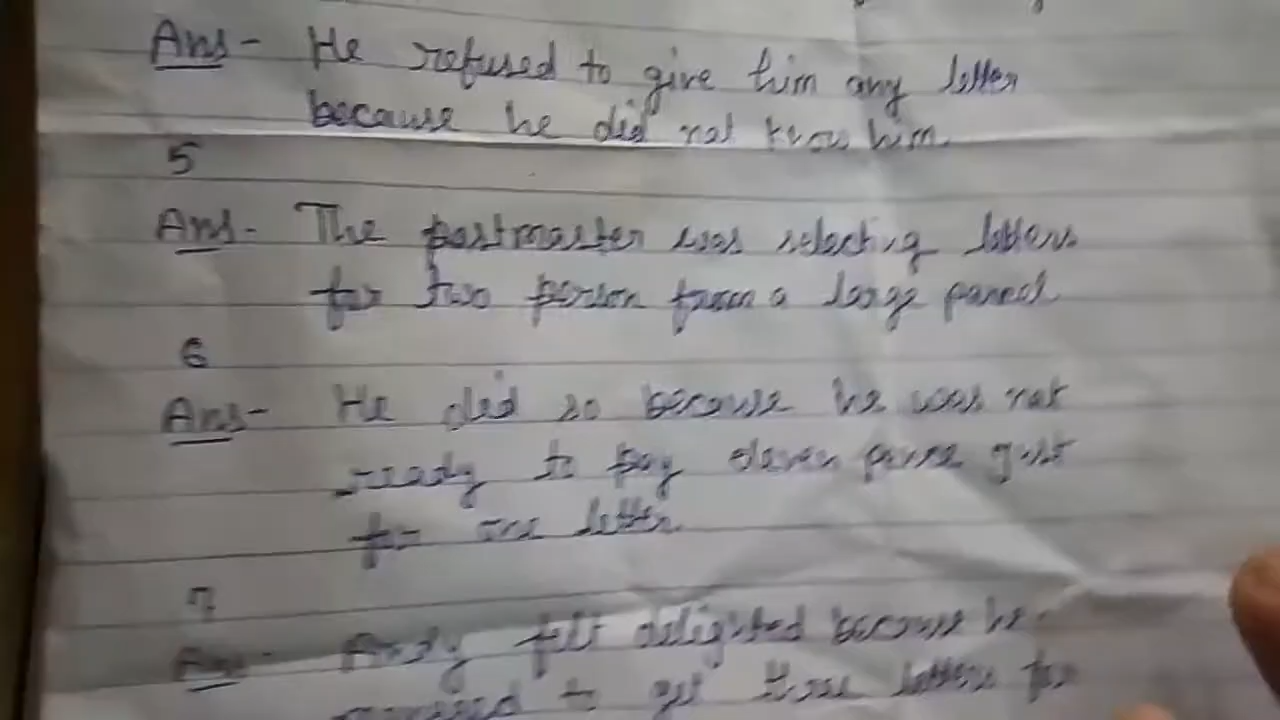 Ans- He refused to give him any letter
because he did not know him.
5
Ans- The postmaster was selecting letters
for two person from a large parcel
6
Ans- He did so because he was not
ready to pay eleven pence just
for one letter.
7
Ans- Andy felt delighted because he
to get three letters for